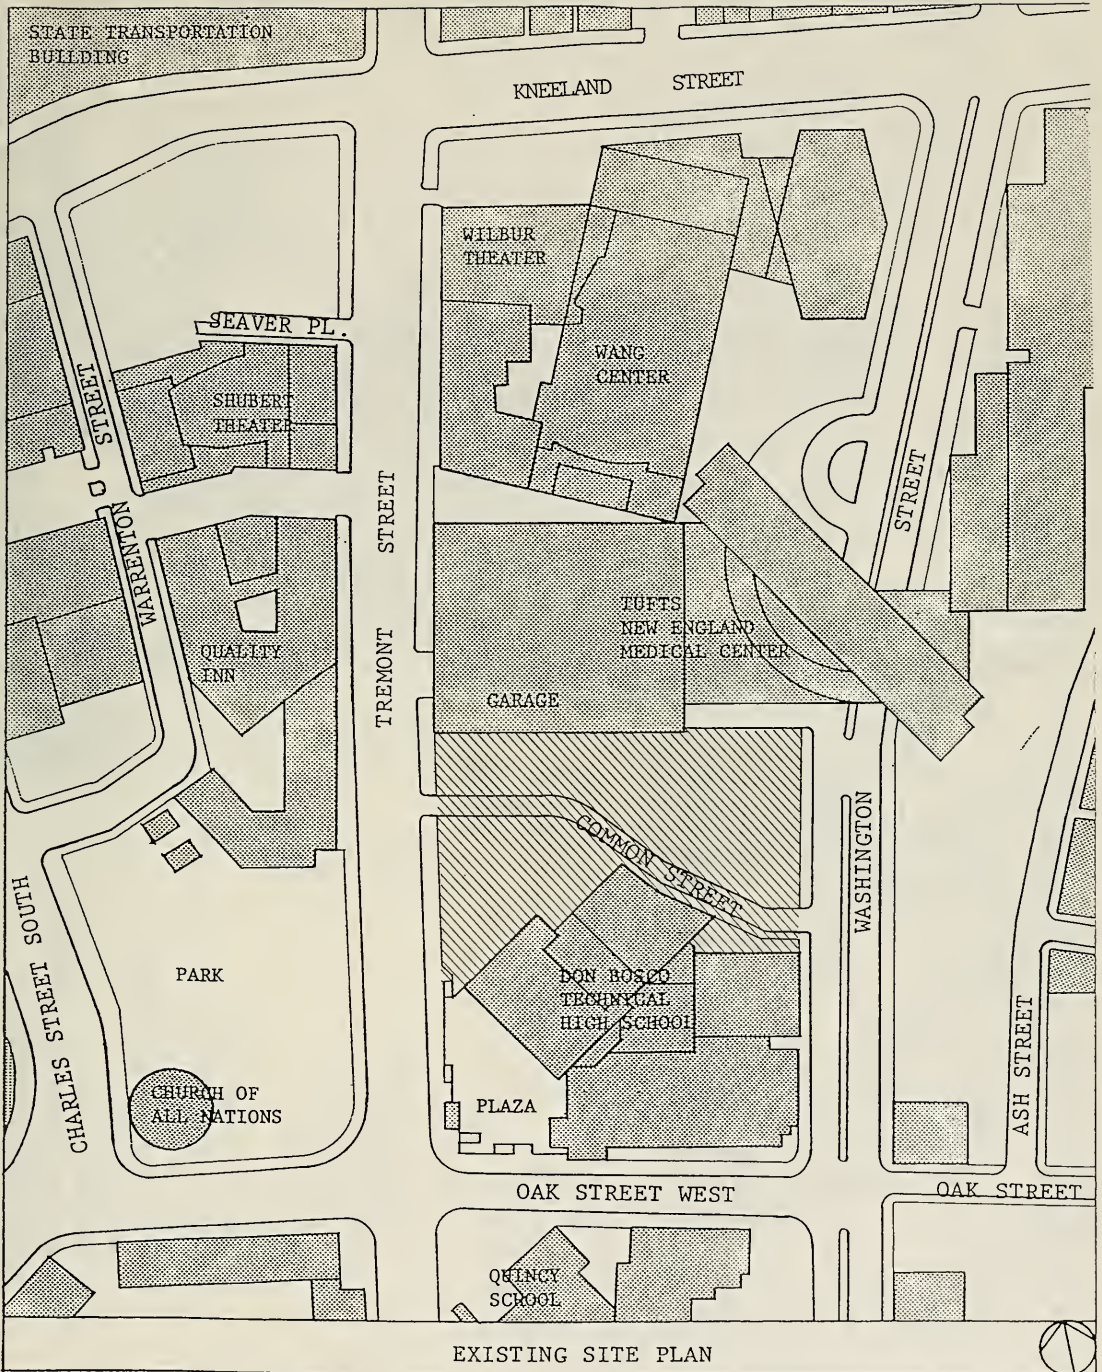 STATE TRANSPORTATION
BUILDING
KNEELAND STREET
WILBUR
THEATER
SEAVER PL.
WANG
CENTER
SHUBERT
THEATER
WARRENTON STREET
TREMONT STREET
STREET
TUFTS
NEW ENGLAND
MEDICAL CENTER
QUALITY
INN
GARAGE
COMMON STREET
WASHINGTON
CHARLES STREET SOUTH
PARK
DON BOSCO
TECHNICAL
HIGH SCHOOL
ASH STREET
CHURCH OF
ALL NATIONS
PLAZA
OAK STREET WEST
OAK STREET
QUINCY
SCHOOL
EXISTING SITE PLAN